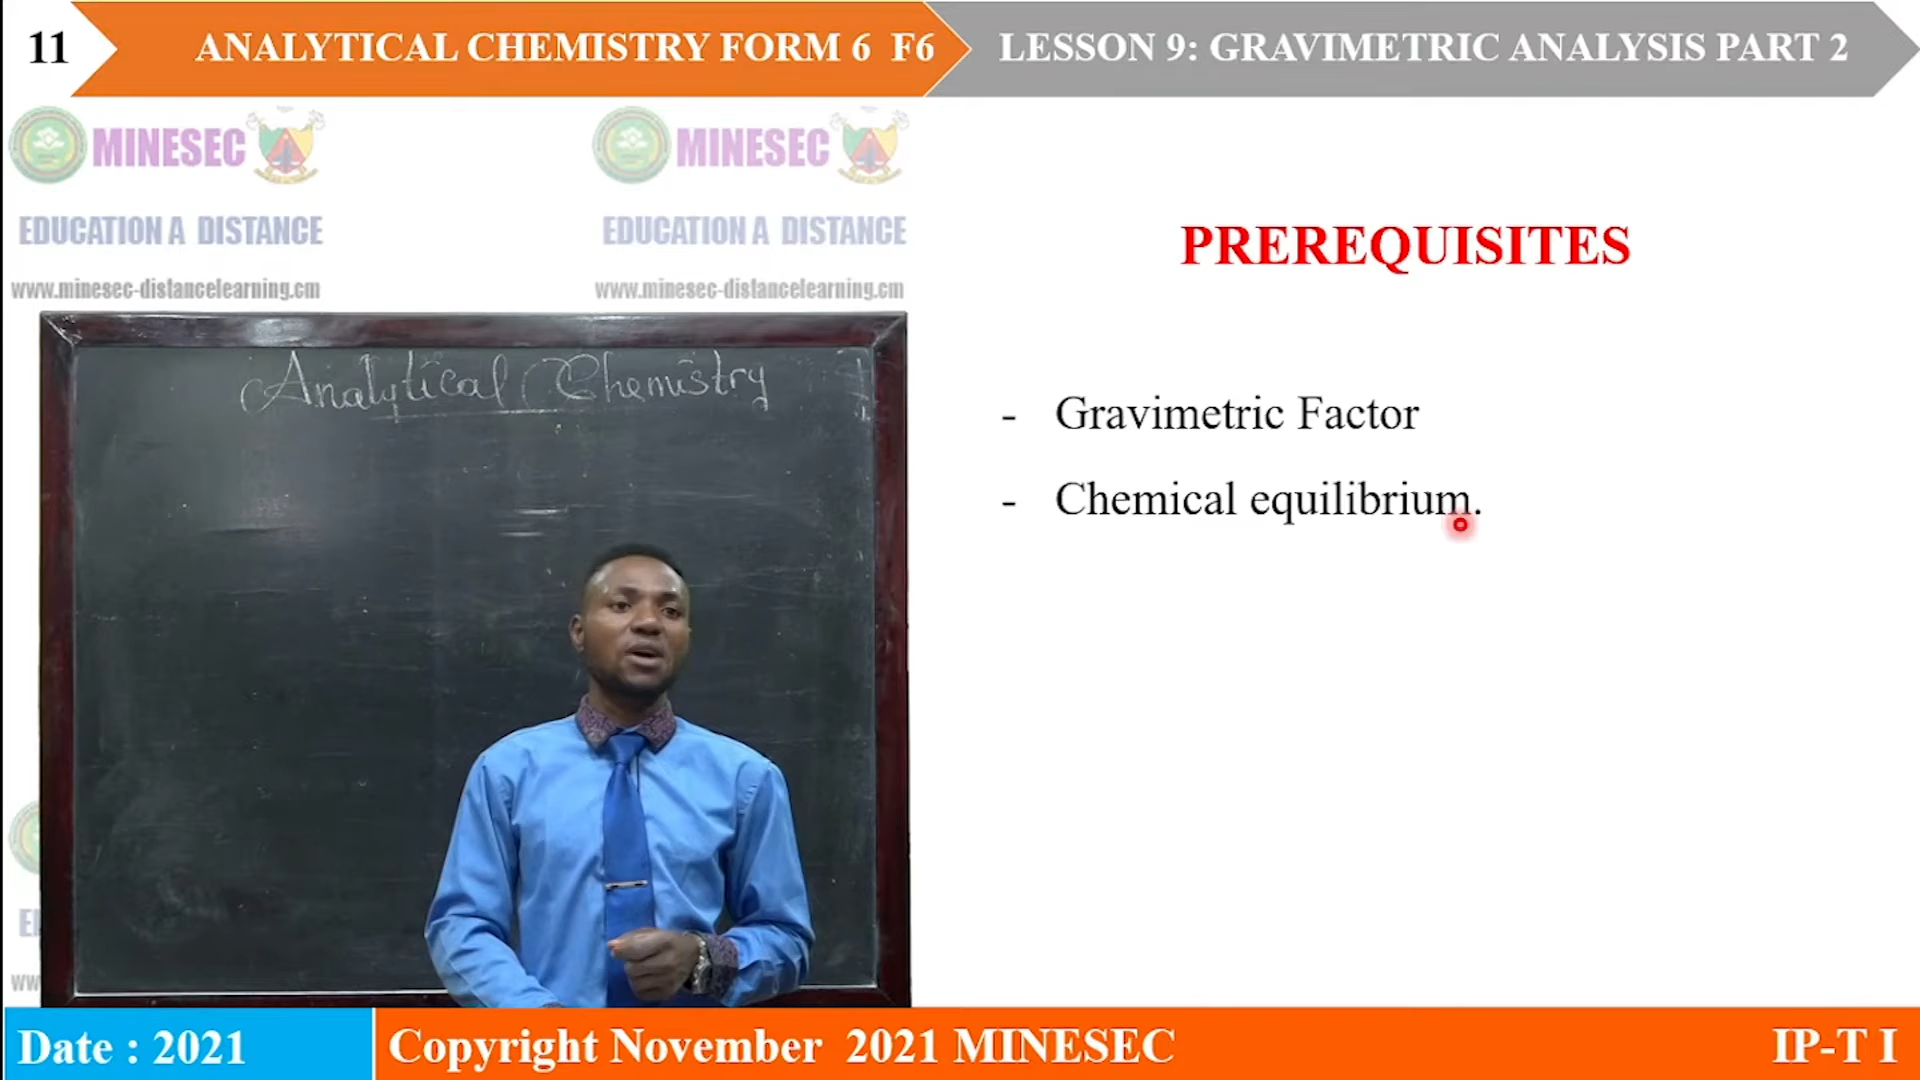 11
ANALYTICAL CHEMISTRY FORM 6 F6
LESSON 9: GRAVIMETRIC ANALYSIS PART 2
MINESEC
MINESEC
EDUCATION A DISTANCE
EDUCATION A DISTANCE
www.minesec-distancelearning.cm
www.minesec-distancelearning.cm
PREREQUISITES
Analytical Chemistry
- Gravimetric Factor
- Chemical equilibrium.
Date : 2021
Copyright November 2021 MINESEC
IP-T I